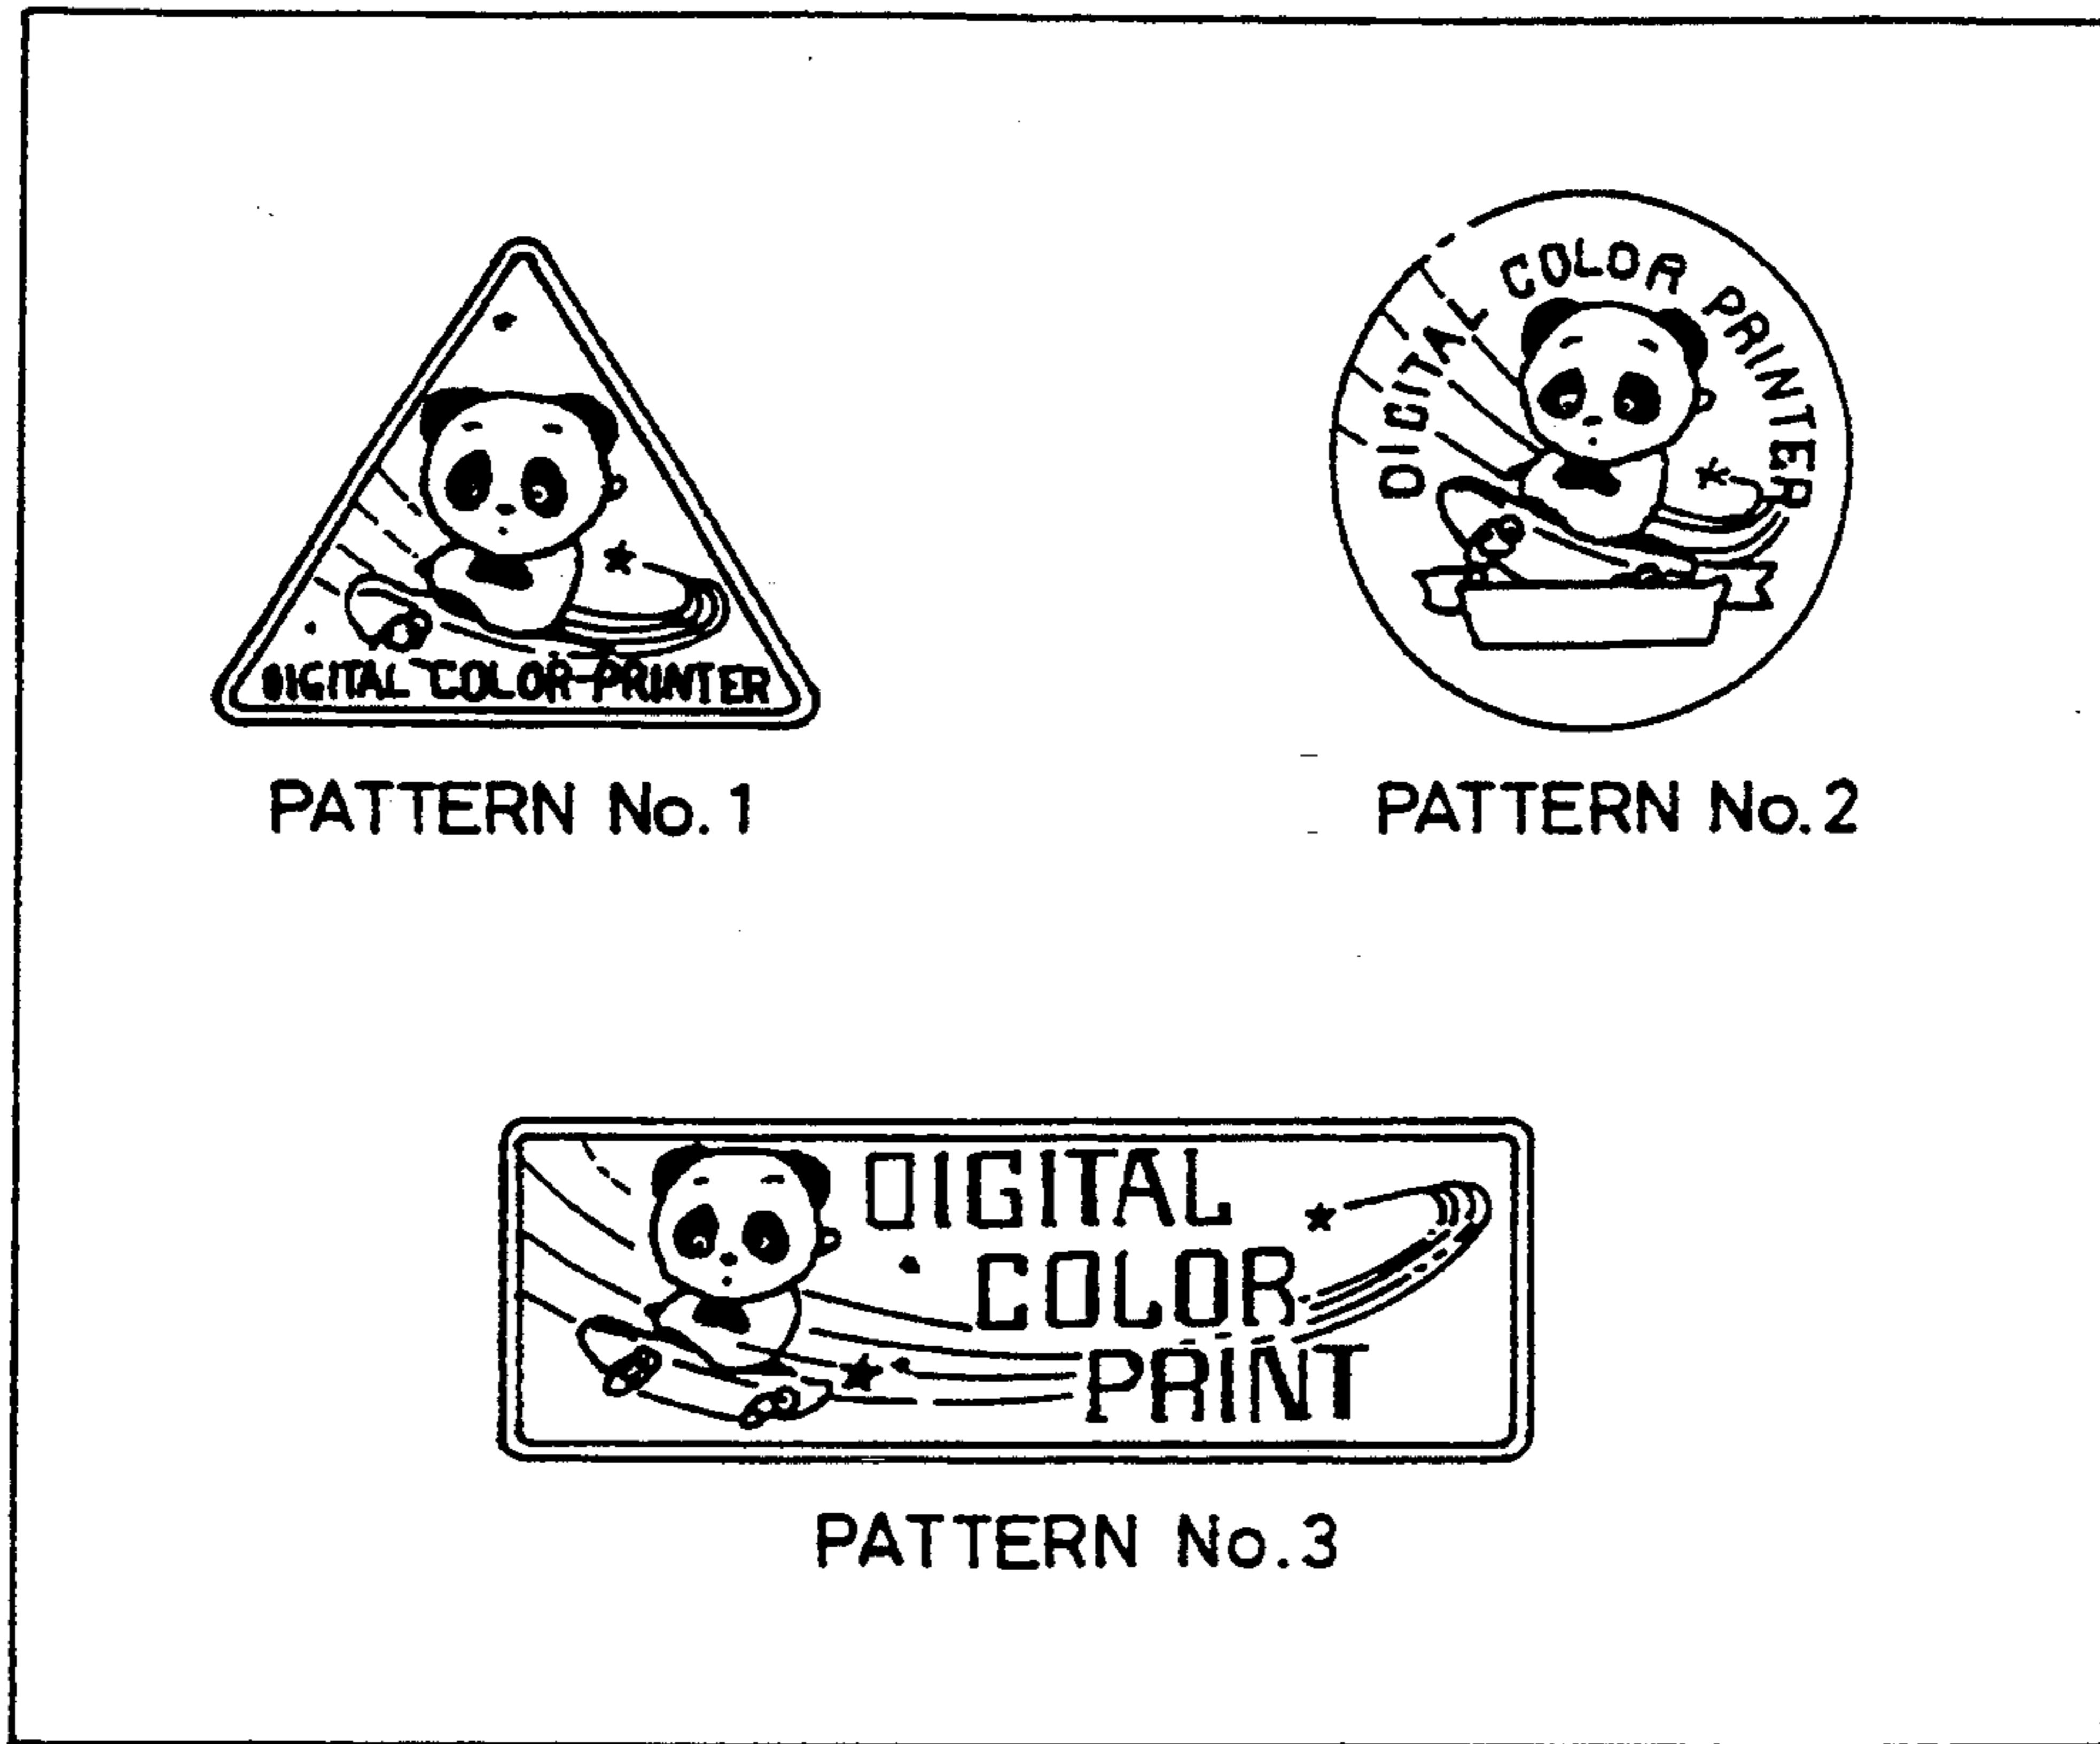 DIGITAL COLOR PRINTER
PATTERN No. 1
DIGITAL COLOR PRINTER
PATTERN No. 2
DIGITAL
COLOR
PRINT
PATTERN No. 3